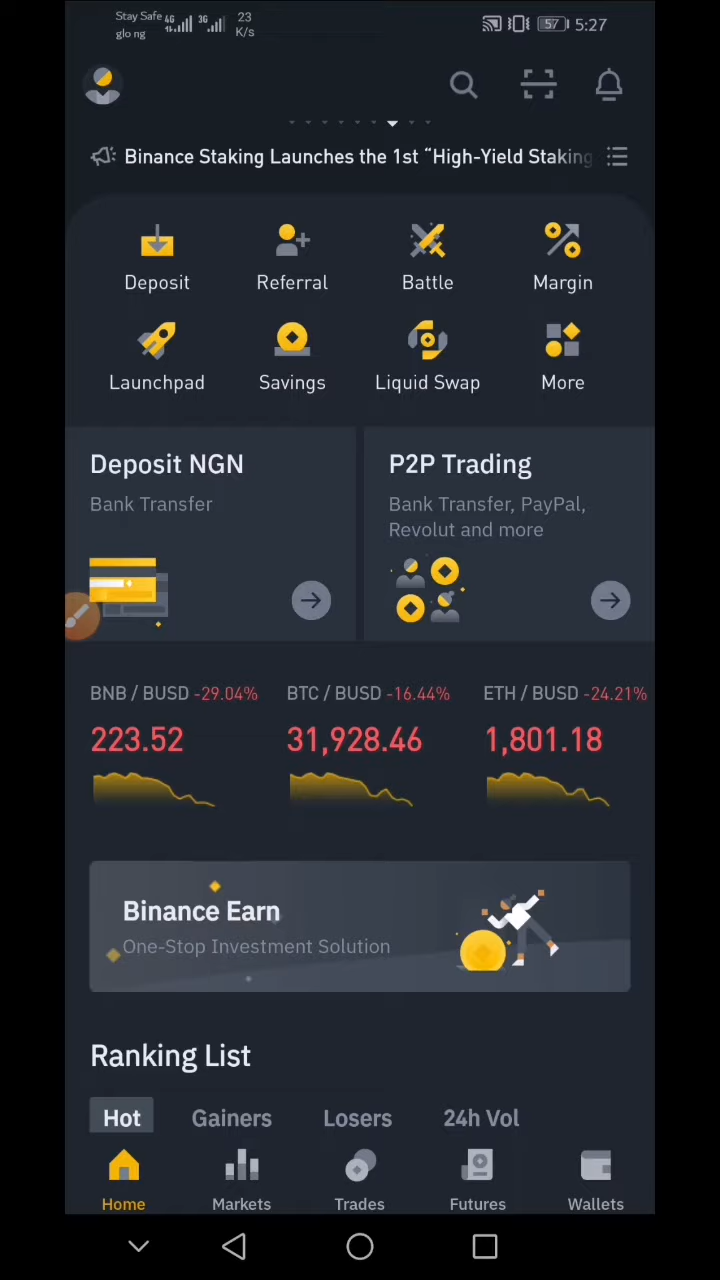 Stay Safe 4G 3G 23
glo ng K/s 57 5:27
Binance Staking Launches the 1st “High-Yield Staking
Deposit Referral Battle Margin
Launchpad Savings Liquid Swap More
Deposit NGN
Bank Transfer
P2P Trading
Bank Transfer, PayPal,
Revolut and more
BNB / BUSD -29.04% BTC / BUSD -16.44% ETH / BUSD -24.21%
223.52 31,928.46 1,801.18
Binance Earn
One-Stop Investment Solution
Ranking List
Hot Gainers Losers 24h Vol
Home Markets Trades Futures Wallets